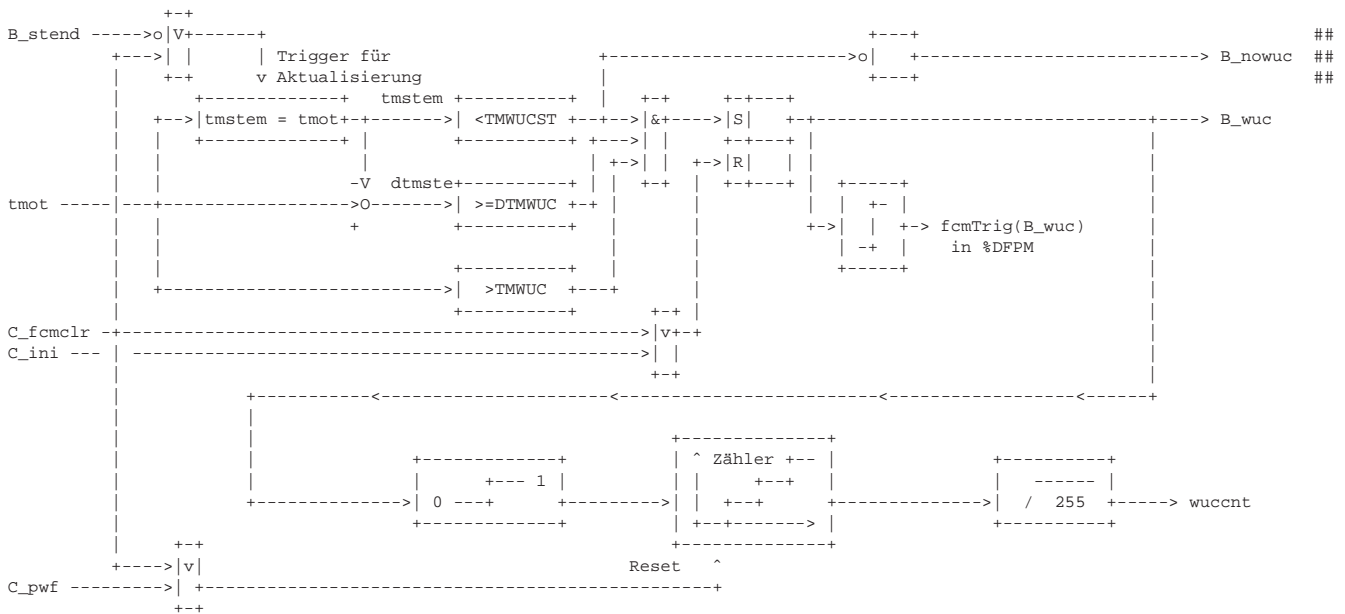 B_stend V ##
Trigger für B_nowuc ##
v Aktualisierung ##
tmstem
tmstem = tmot <TMWUCST & S B_wuc
R
-V dtmste
tmot O >=DTMWUC
+ fcmTrig(B_wuc)
in %DFPM
>TMWUC
C_fcmclr v
C_ini
^ Zähler
1
0 / 255 wuccnt
v Reset ^
C_pwf